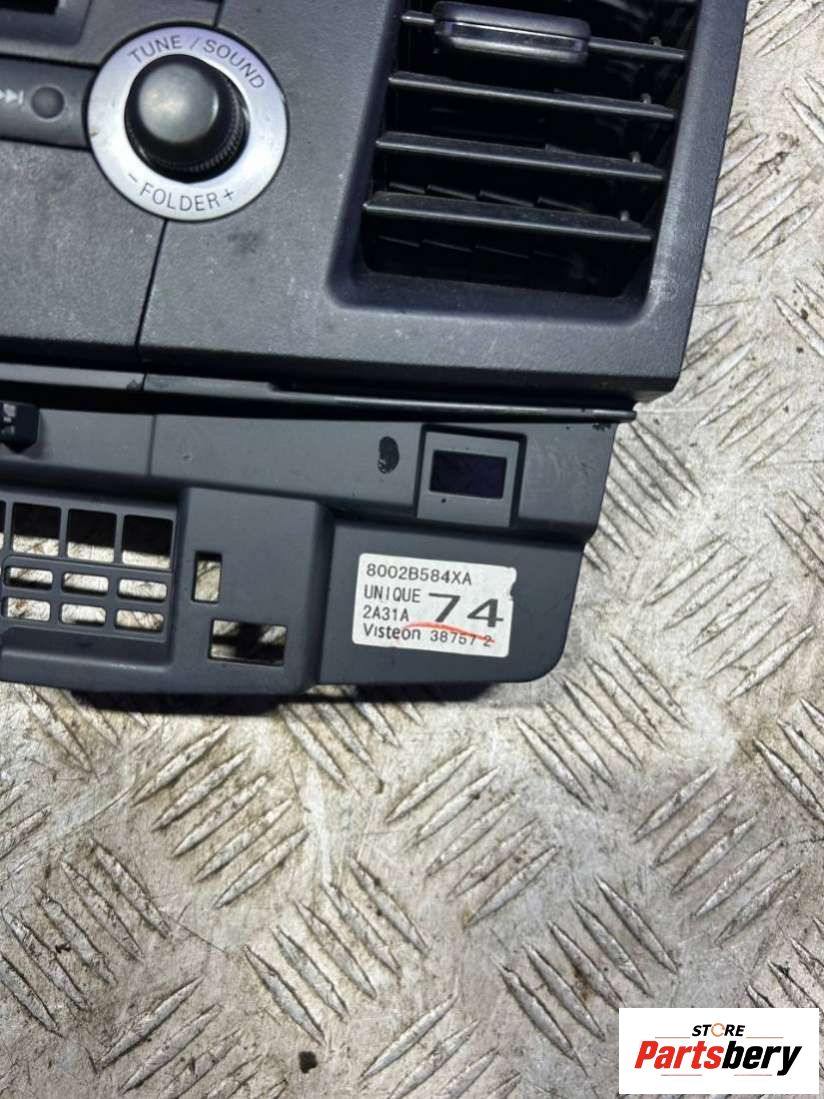 TUNE / SOUND
- FOLDER +
8002B584XA
UNIQUE
2A31A 74
Visteon 38757 2
STORE
Partsbery